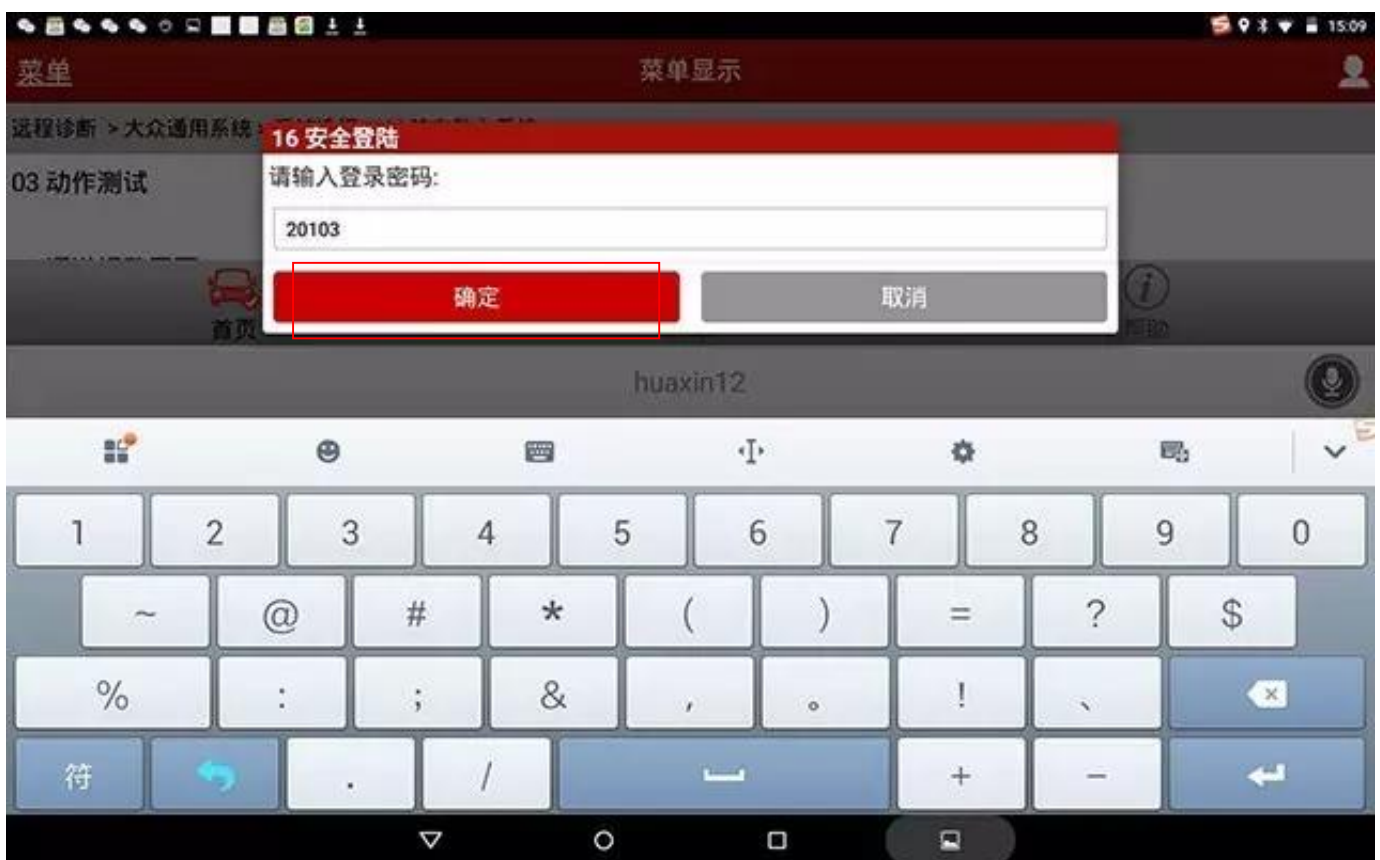 15:09
菜单
菜单显示
远程诊断 > 大众通用系统
16 安全登陆
03 动作测试
请输入登录密码:
20103
确定
取消
首页
帮助
huaxin12
1 2 3 4 5 6 7 8 9 0
~ @ # * ( ) = ? $
% : ; & , 。 ! 、
符 . / + −